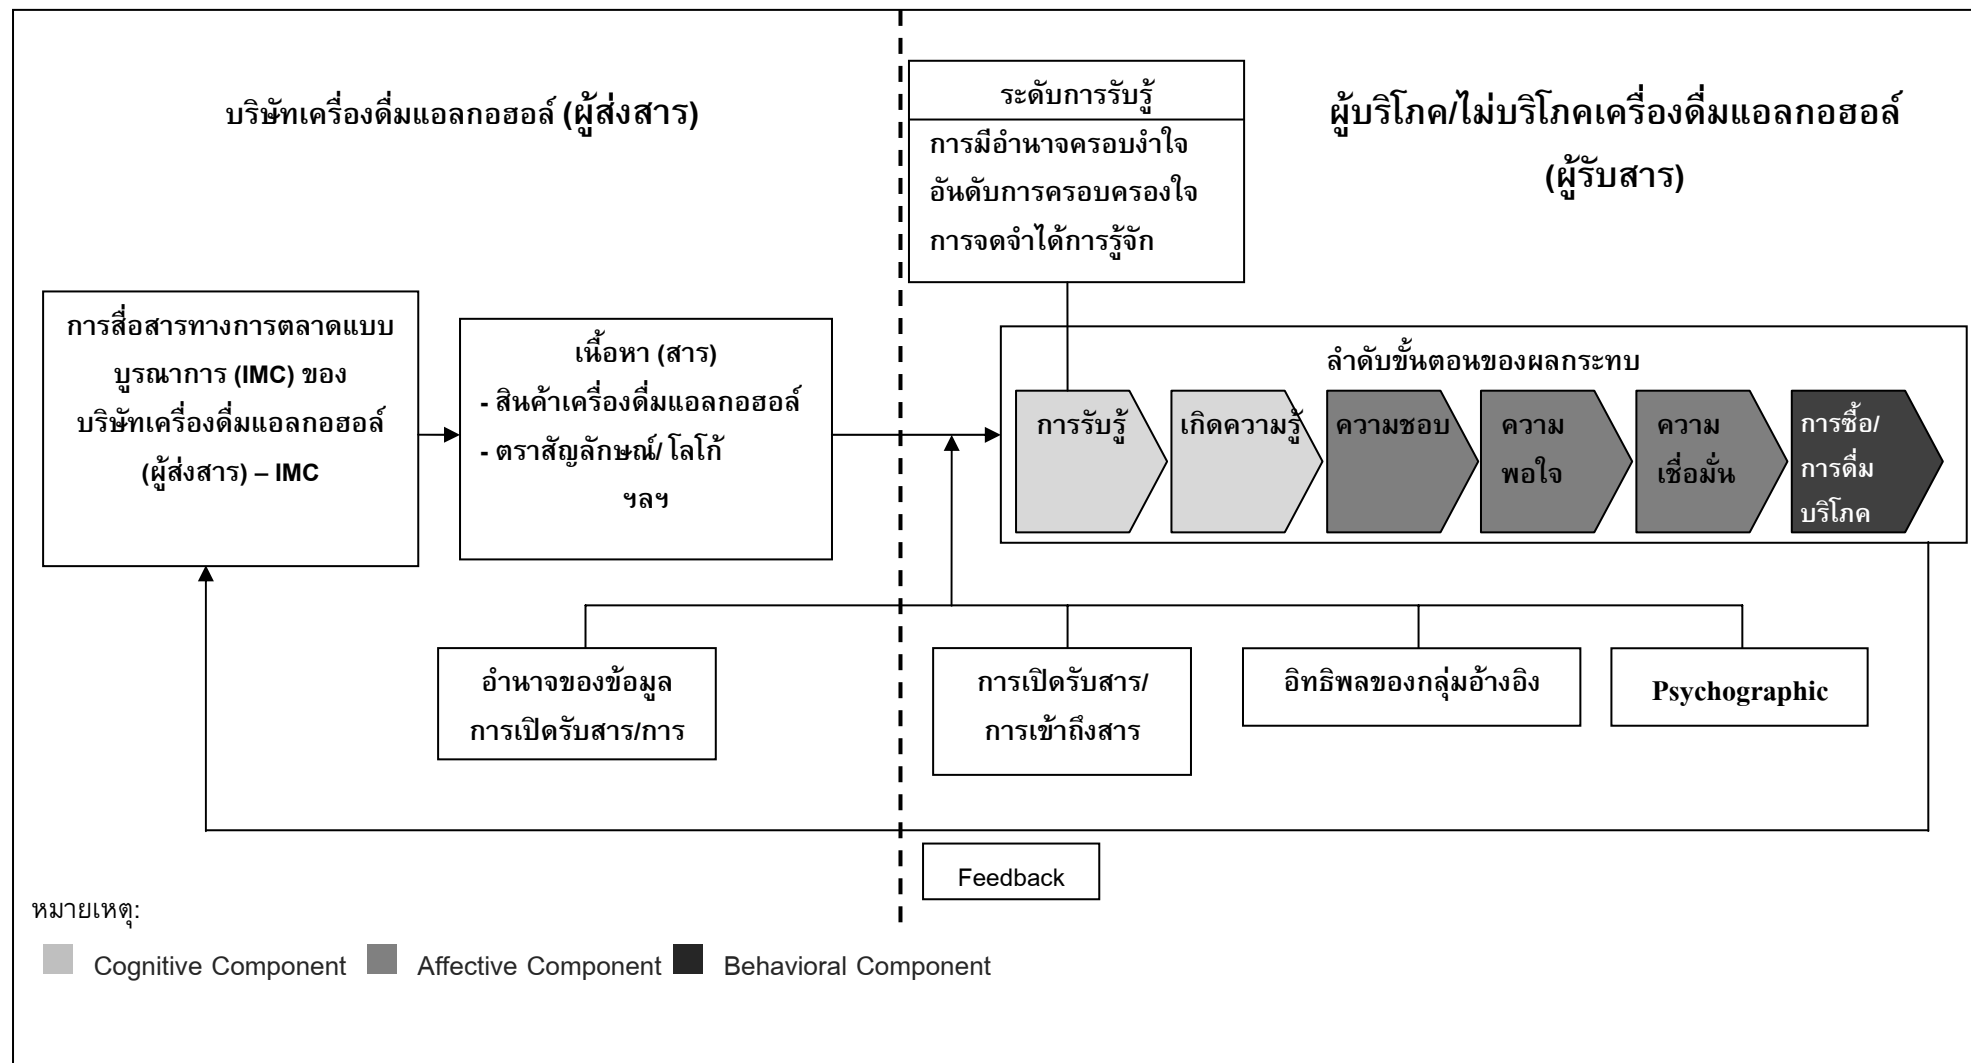 บริษัทเครื่องดื่มแอลกอฮอล์ (ผู้ส่งสาร)
ระดับการรับรู้
การมีอำนาจครอบงำใจ
อันดับการครอบครองใจ
การจดจำได้การรู้จัก
ผู้บริโภค/ไม่บริโภคเครื่องดื่มแอลกอฮอล์
(ผู้รับสาร)
การสื่อสารทางการตลาดแบบ
บูรณาการ (IMC) ของ
บริษัทเครื่องดื่มแอลกอฮอล์
(ผู้ส่งสาร) – IMC
เนื้อหา (สาร)
- สินค้าเครื่องดื่มแอลกอฮอล์
- ตราสัญลักษณ์/ โลโก้
ฯลฯ
ลำดับขั้นตอนของผลกระทบ
การรับรู้
เกิดความรู้
ความชอบ
ความ
พอใจ
ความ
เชื่อมั่น
การซื้อ/
การดื่ม
บริโภค
อำนาจของข้อมูล
การเปิดรับสาร/การ
การเปิดรับสาร/
การเข้าถึงสาร
อิทธิพลของกลุ่มอ้างอิง
Psychographic
Feedback
หมายเหตุ:
Cognitive Component
Affective Component
Behavioral Component